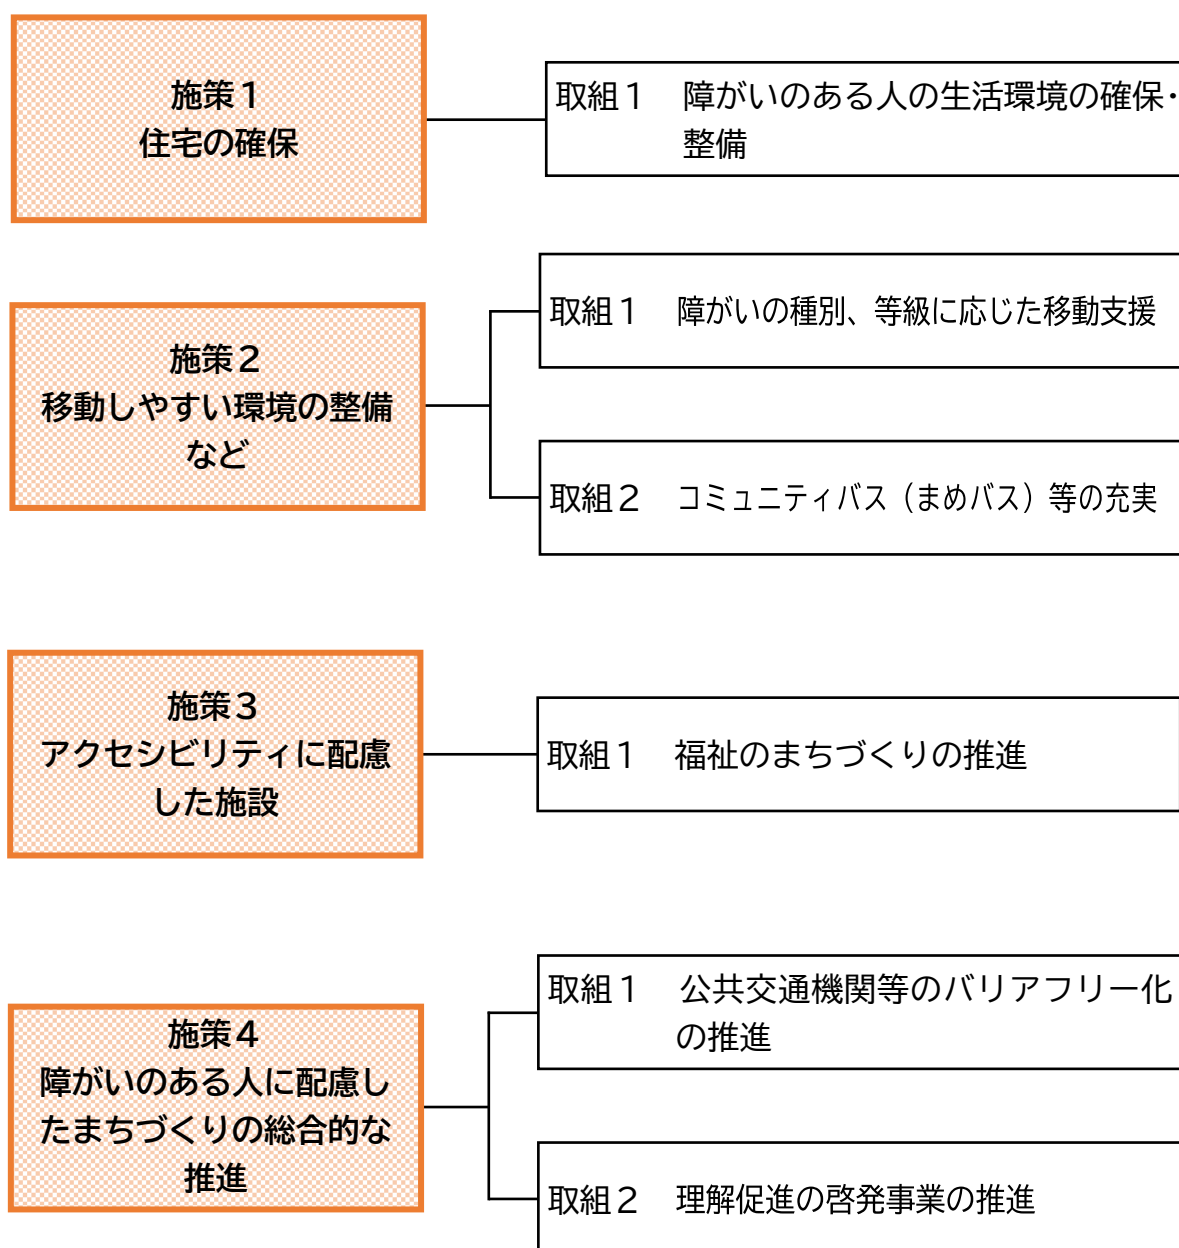 施策１
住宅の確保
取組１　障がいのある人の生活環境の確保・
整備
施策２
移動しやすい環境の整備
など
取組１　障がいの種別、等級に応じた移動支援
取組２　コミュニティバス（まめバス）等の充実
施策３
アクセシビリティに配慮
した施設
取組１　福祉のまちづくりの推進
施策４
障がいのある人に配慮し
たまちづくりの総合的な
推進
取組１　公共交通機関等のバリアフリー化
の推進
取組２　理解促進の啓発事業の推進